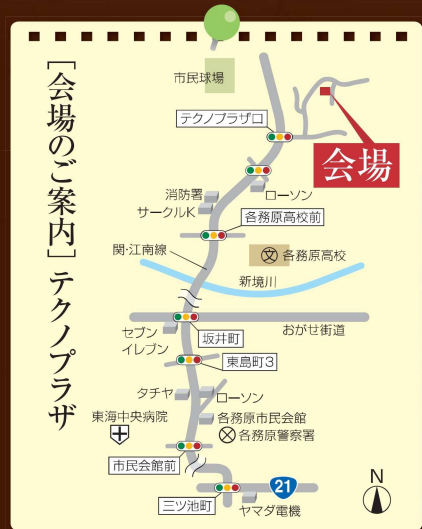 [会場のご案内]テクノプラザ
市民球場
テクノプラザ口
会場
ローソン
消防署
サークルK
各務原高校前
関・江南線
文
各務原高校
新境川
おがせ街道
セブン
イレブン
坂井町
東島町3
タチヤ
ローソン
東海中央病院
各務原市民会館
各務原警察署
市民会館前
21
N
三ツ池町
ヤマダ電機